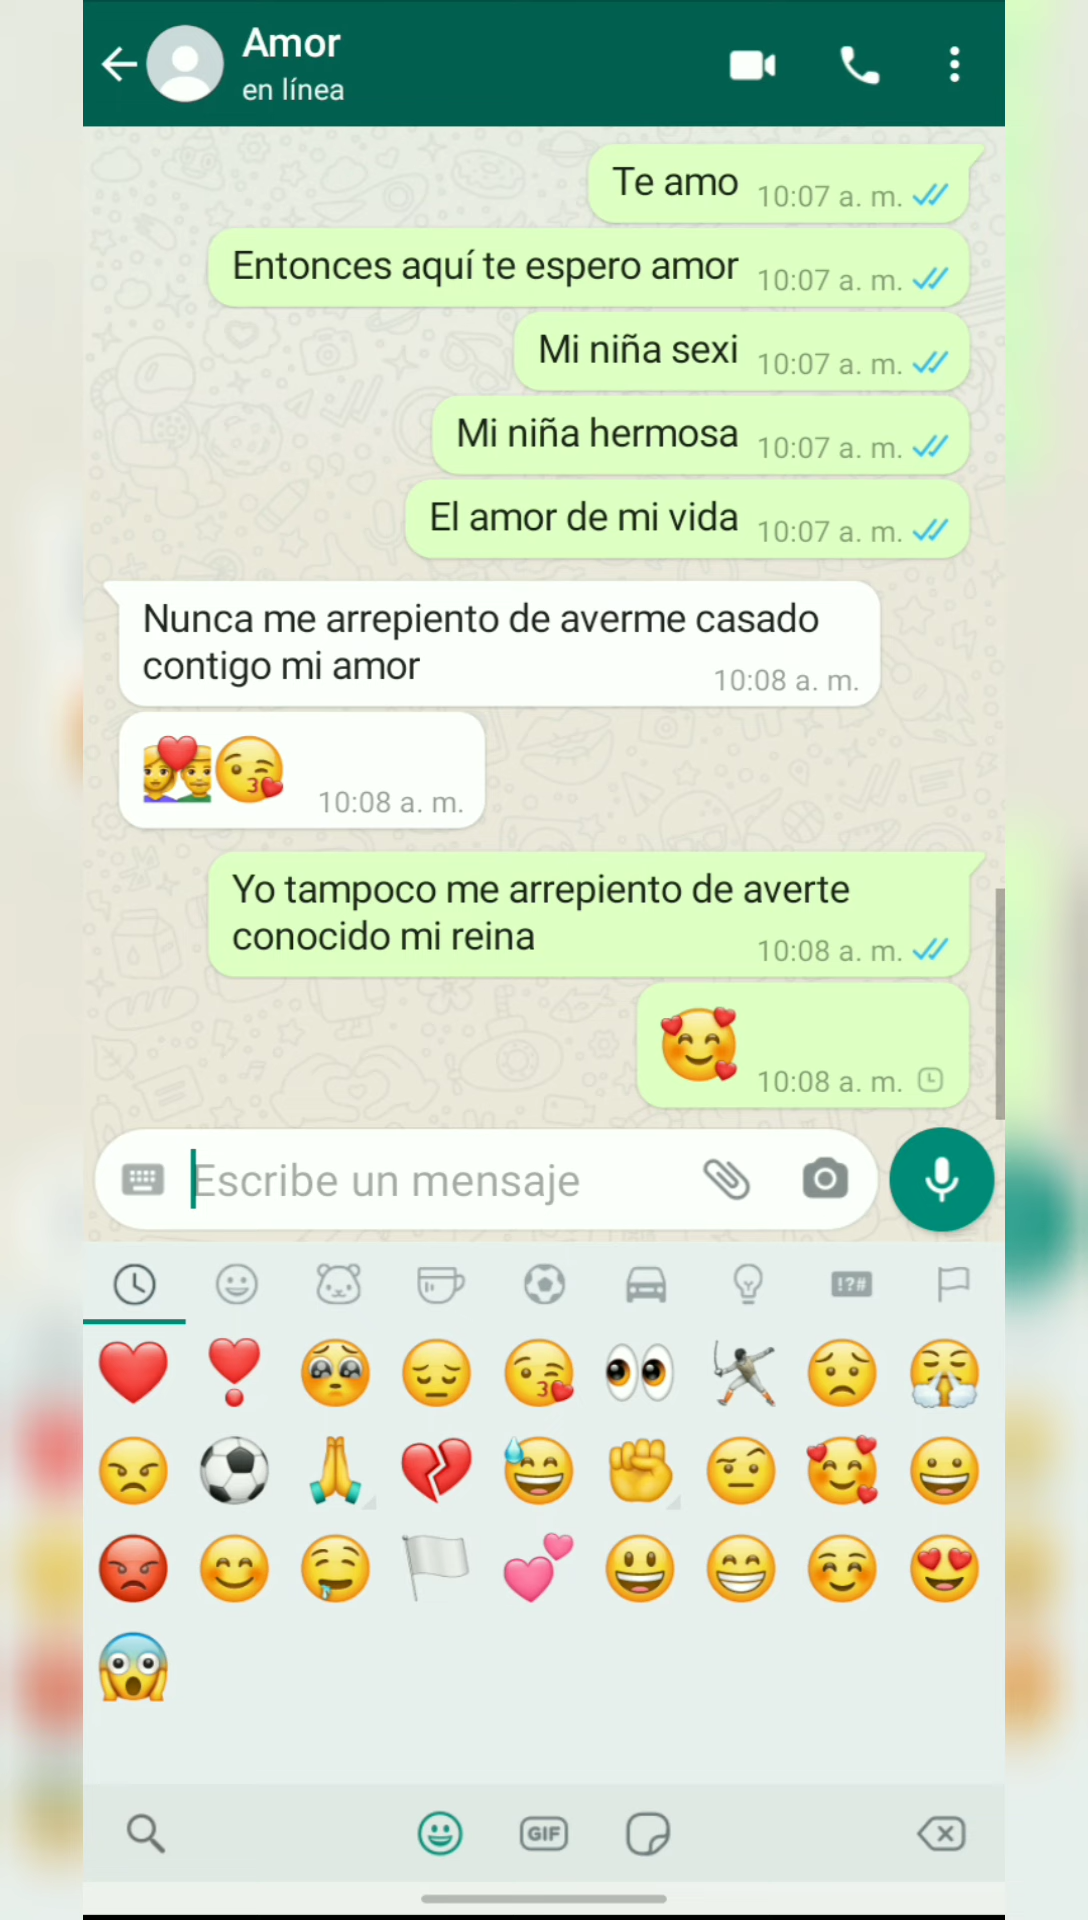 Amor
en línea
Te amo 10:07 a. m.
Entonces aquí te espero amor 10:07 a. m.
Mi niña sexi 10:07 a. m.
Mi niña hermosa 10:07 a. m.
El amor de mi vida 10:07 a. m.
Nunca me arrepiento de averme casado
contigo mi amor 10:08 a. m.
10:08 a. m.
Yo tampoco me arrepiento de averte
conocido mi reina 10:08 a. m.
10:08 a. m.
Escribe un mensaje
!?#
GIF